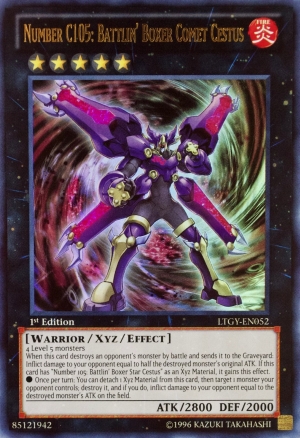 NUMBER C105: BATTLIN' BOXER COMET CESTUS
FIRE
炎
LTGY-EN052
1st Edition
[WARRIOR / XYZ / EFFECT]
4 Level 5 monsters
When this card destroys an opponent's monster by battle and sends it to the Graveyard:
Inflict damage to your opponent equal to half the destroyed monster's original ATK. If this
card has "Number 105: Battlin' Boxer Star Cestus" as an Xyz Material, it gains this effect.
● Once per turn: You can detach 1 Xyz Material from this card, then target 1 monster your
opponent controls; destroy it, and if you do, inflict damage to your opponent equal to the
destroyed monster's ATK on the field.
ATK/2800 DEF/2000
85121942
©1996 KAZUKI TAKAHASHI